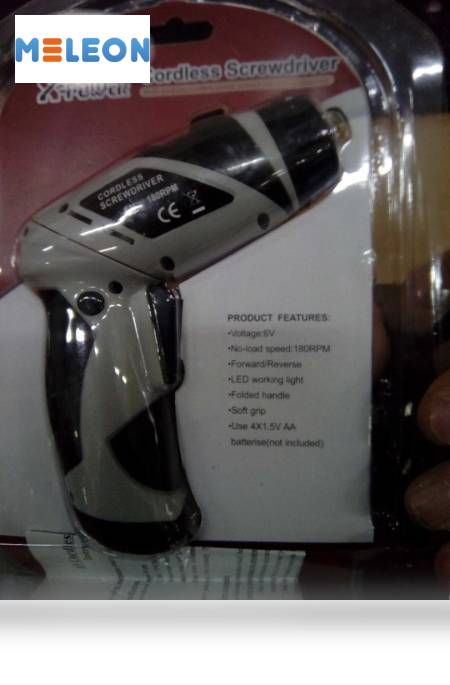 MELEON
X-POWER Cordless Screwdriver
CORDLESS
SCREWDRIVER
180RPM
CE
PRODUCT FEATURES:
•Voltage:6V
•No-load speed:180RPM
•Forward/Reverse
•LED working light
•Folded handle
•Soft grip
•Use 4X1.5V AA
batterise(not included)